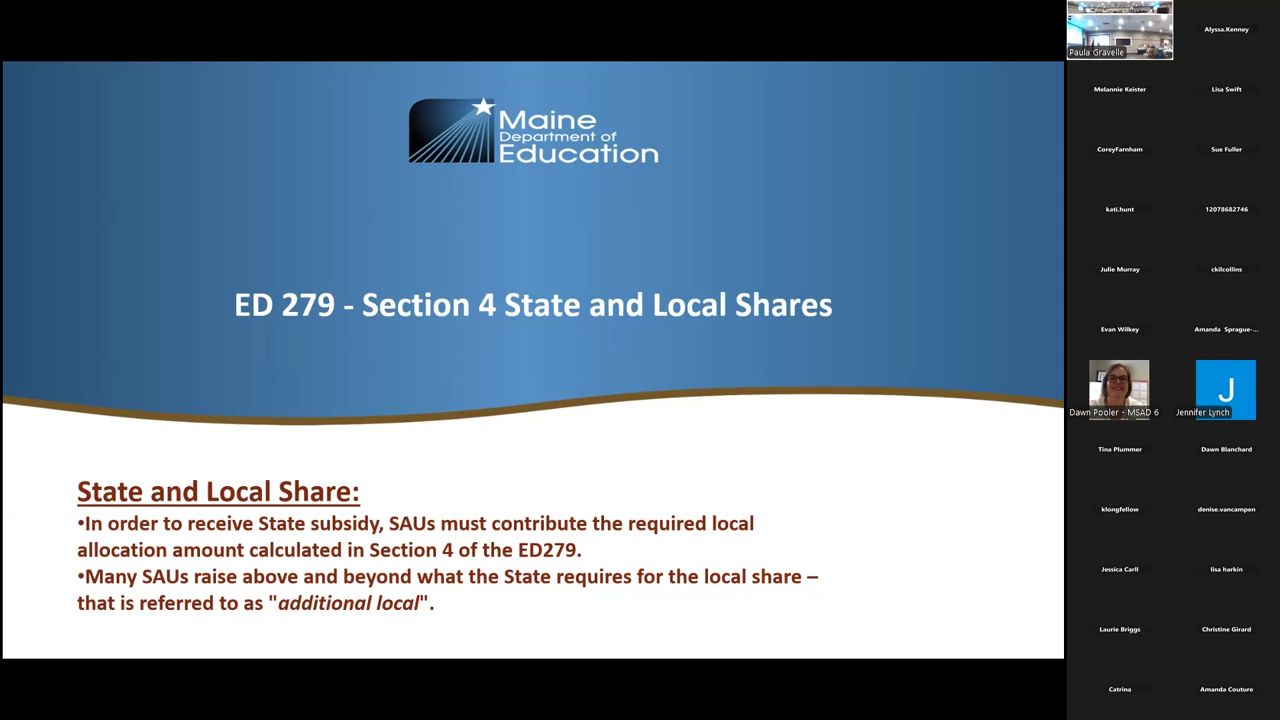 Maine
Department of
Education
ED 279 - Section 4 State and Local Shares
State and Local Share:
•In order to receive State subsidy, SAUs must contribute the required local
allocation amount calculated in Section 4 of the ED279.
•Many SAUs raise above and beyond what the State requires for the local share –
that is referred to as "additional local".
Paula Gravelle
Alyssa.Kenney
Melannie Keister
Lisa Swift
CoreyFarnham
Sue Fuller
kati.hunt
12078682746
Julie Murray
ckilcollins
Evan Wilkey
Amanda Sprague-...
Dawn Pooler - MSAD 6
J
Jennifer Lynch
Tina Plummer
Dawn Blanchard
klongfellow
denise.vancampen
Jessica Carll
lisa harkin
Laurie Briggs
Christine Girard
Catrina
Amanda Couture